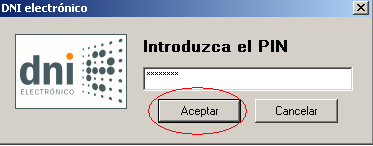 DNI electrónico
Introduzca el PIN
dni
ELECTRÓNICO
xxxxxxxx
Aceptar
Cancelar